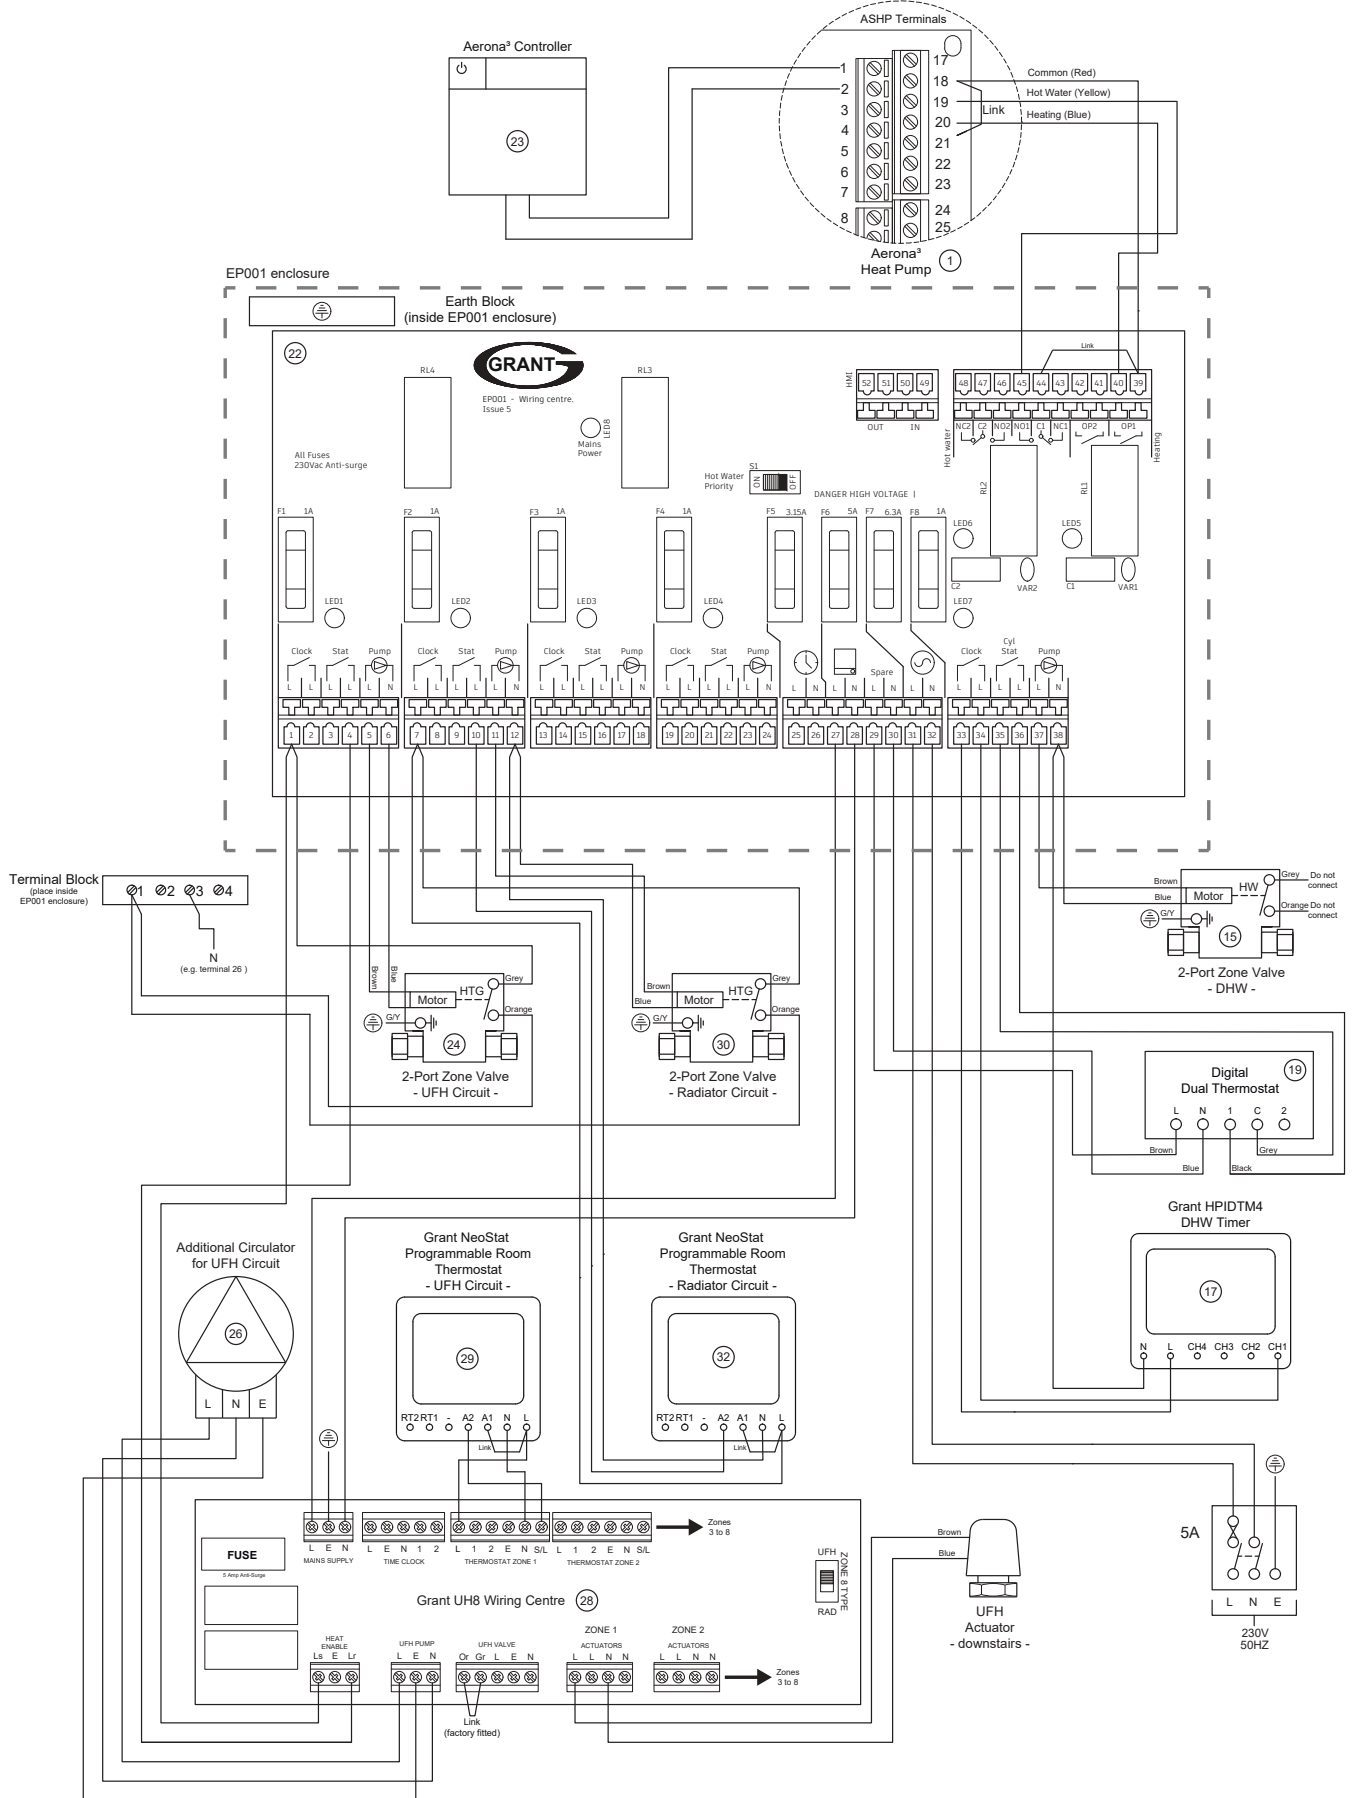 ASHP Terminals
Aerona³ Controller
23
1
2
3
4
5
6
7
8
17
18
19
20
21
22
23
24
25
Common (Red)
Hot Water (Yellow)
Link
Heating (Blue)
Aerona³
Heat Pump
1
EP001 enclosure
Earth Block
(inside EP001 enclosure)
22
GRANT
EP001 - Wiring centre.
Issue 5
RL4
RL3
LED8
Mains
Power
All Fuses
230Vac Anti-surge
Hot Water
Priority
S1
ON
OFF
DANGER HIGH VOLTAGE
HMI
52 51 50 49
OUT IN
Link
48 47 46 45 44 43 42 41 40 39
NC2 C2 NO2 NO1 C1 NC1 OP2 OP1
Hot water
Heating
RL2
RL1
LED6
LED5
C2
VAR2
C1
VAR1
F1 1A
F2 1A
F3 1A
F4 1A
F5 3.15A
F6 5A
F7 6.3A
F8 1A
LED1
LED2
LED3
LED4
LED7
Clock Stat Pump
Clock Stat Pump
Clock Stat Pump
Clock Stat Pump
Spare
Clock Cyl Stat Pump
L L L L L N
L L L L L N
L L L L L N
L L L L L N
L N L N L N L N
L L L L L N
1 2 3 4 5 6
7 8 9 10 11 12
13 14 15 16 17 18
19 20 21 22 23 24
25 26 27 28 29 30 31 32
33 34 35 36 37 38
Terminal Block
(place inside
EP001 enclosure)
1 2 3 4
N
(e.g. terminal 26 )
Brown
Blue
Grey
Motor
HTG
Orange
G/Y
24
2-Port Zone Valve
- UFH Circuit -
Brown
Blue
Grey
Motor
HTG
Orange
G/Y
30
2-Port Zone Valve
- Radiator Circuit -
Brown
Blue
Grey
Do not
connect
Motor
HW
Orange
Do not
connect
G/Y
15
2-Port Zone Valve
- DHW -
Digital
Dual Thermostat
19
L N 1 C 2
Brown
Blue
Black
Grey
Grant HPIDTM4
DHW Timer
17
N L CH4 CH3 CH2 CH1
Additional Circulator
for UFH Circuit
26
L N E
Grant NeoStat
Programmable Room
Thermostat
- UFH Circuit -
29
RT2 RT1 - A2 A1 N L
Link
Grant NeoStat
Programmable Room
Thermostat
- Radiator Circuit -
32
RT2 RT1 - A2 A1 N L
Link
5A
L N E
230V
50HZ
FUSE
5 Amp Anti-Surge
L E N
MAINS SUPPLY
L E N 1 2
TIME CLOCK
L 1 2 E N S/L
THERMOSTAT ZONE 1
L 1 2 E N S/L
THERMOSTAT ZONE 2
Zones
3 to 8
Grant UH8 Wiring Centre
28
UFH
ZONE 8 TYPE
RAD
Brown
Blue
UFH
Actuator
- downstairs -
HEAT
ENABLE
Ls E Lr
UFH PUMP
L E N
UFH VALVE
Or Gr L E N
Link
(factory fitted)
ZONE 1
ACTUATORS
L L N N
ZONE 2
ACTUATORS
L L N N
Zones
3 to 8